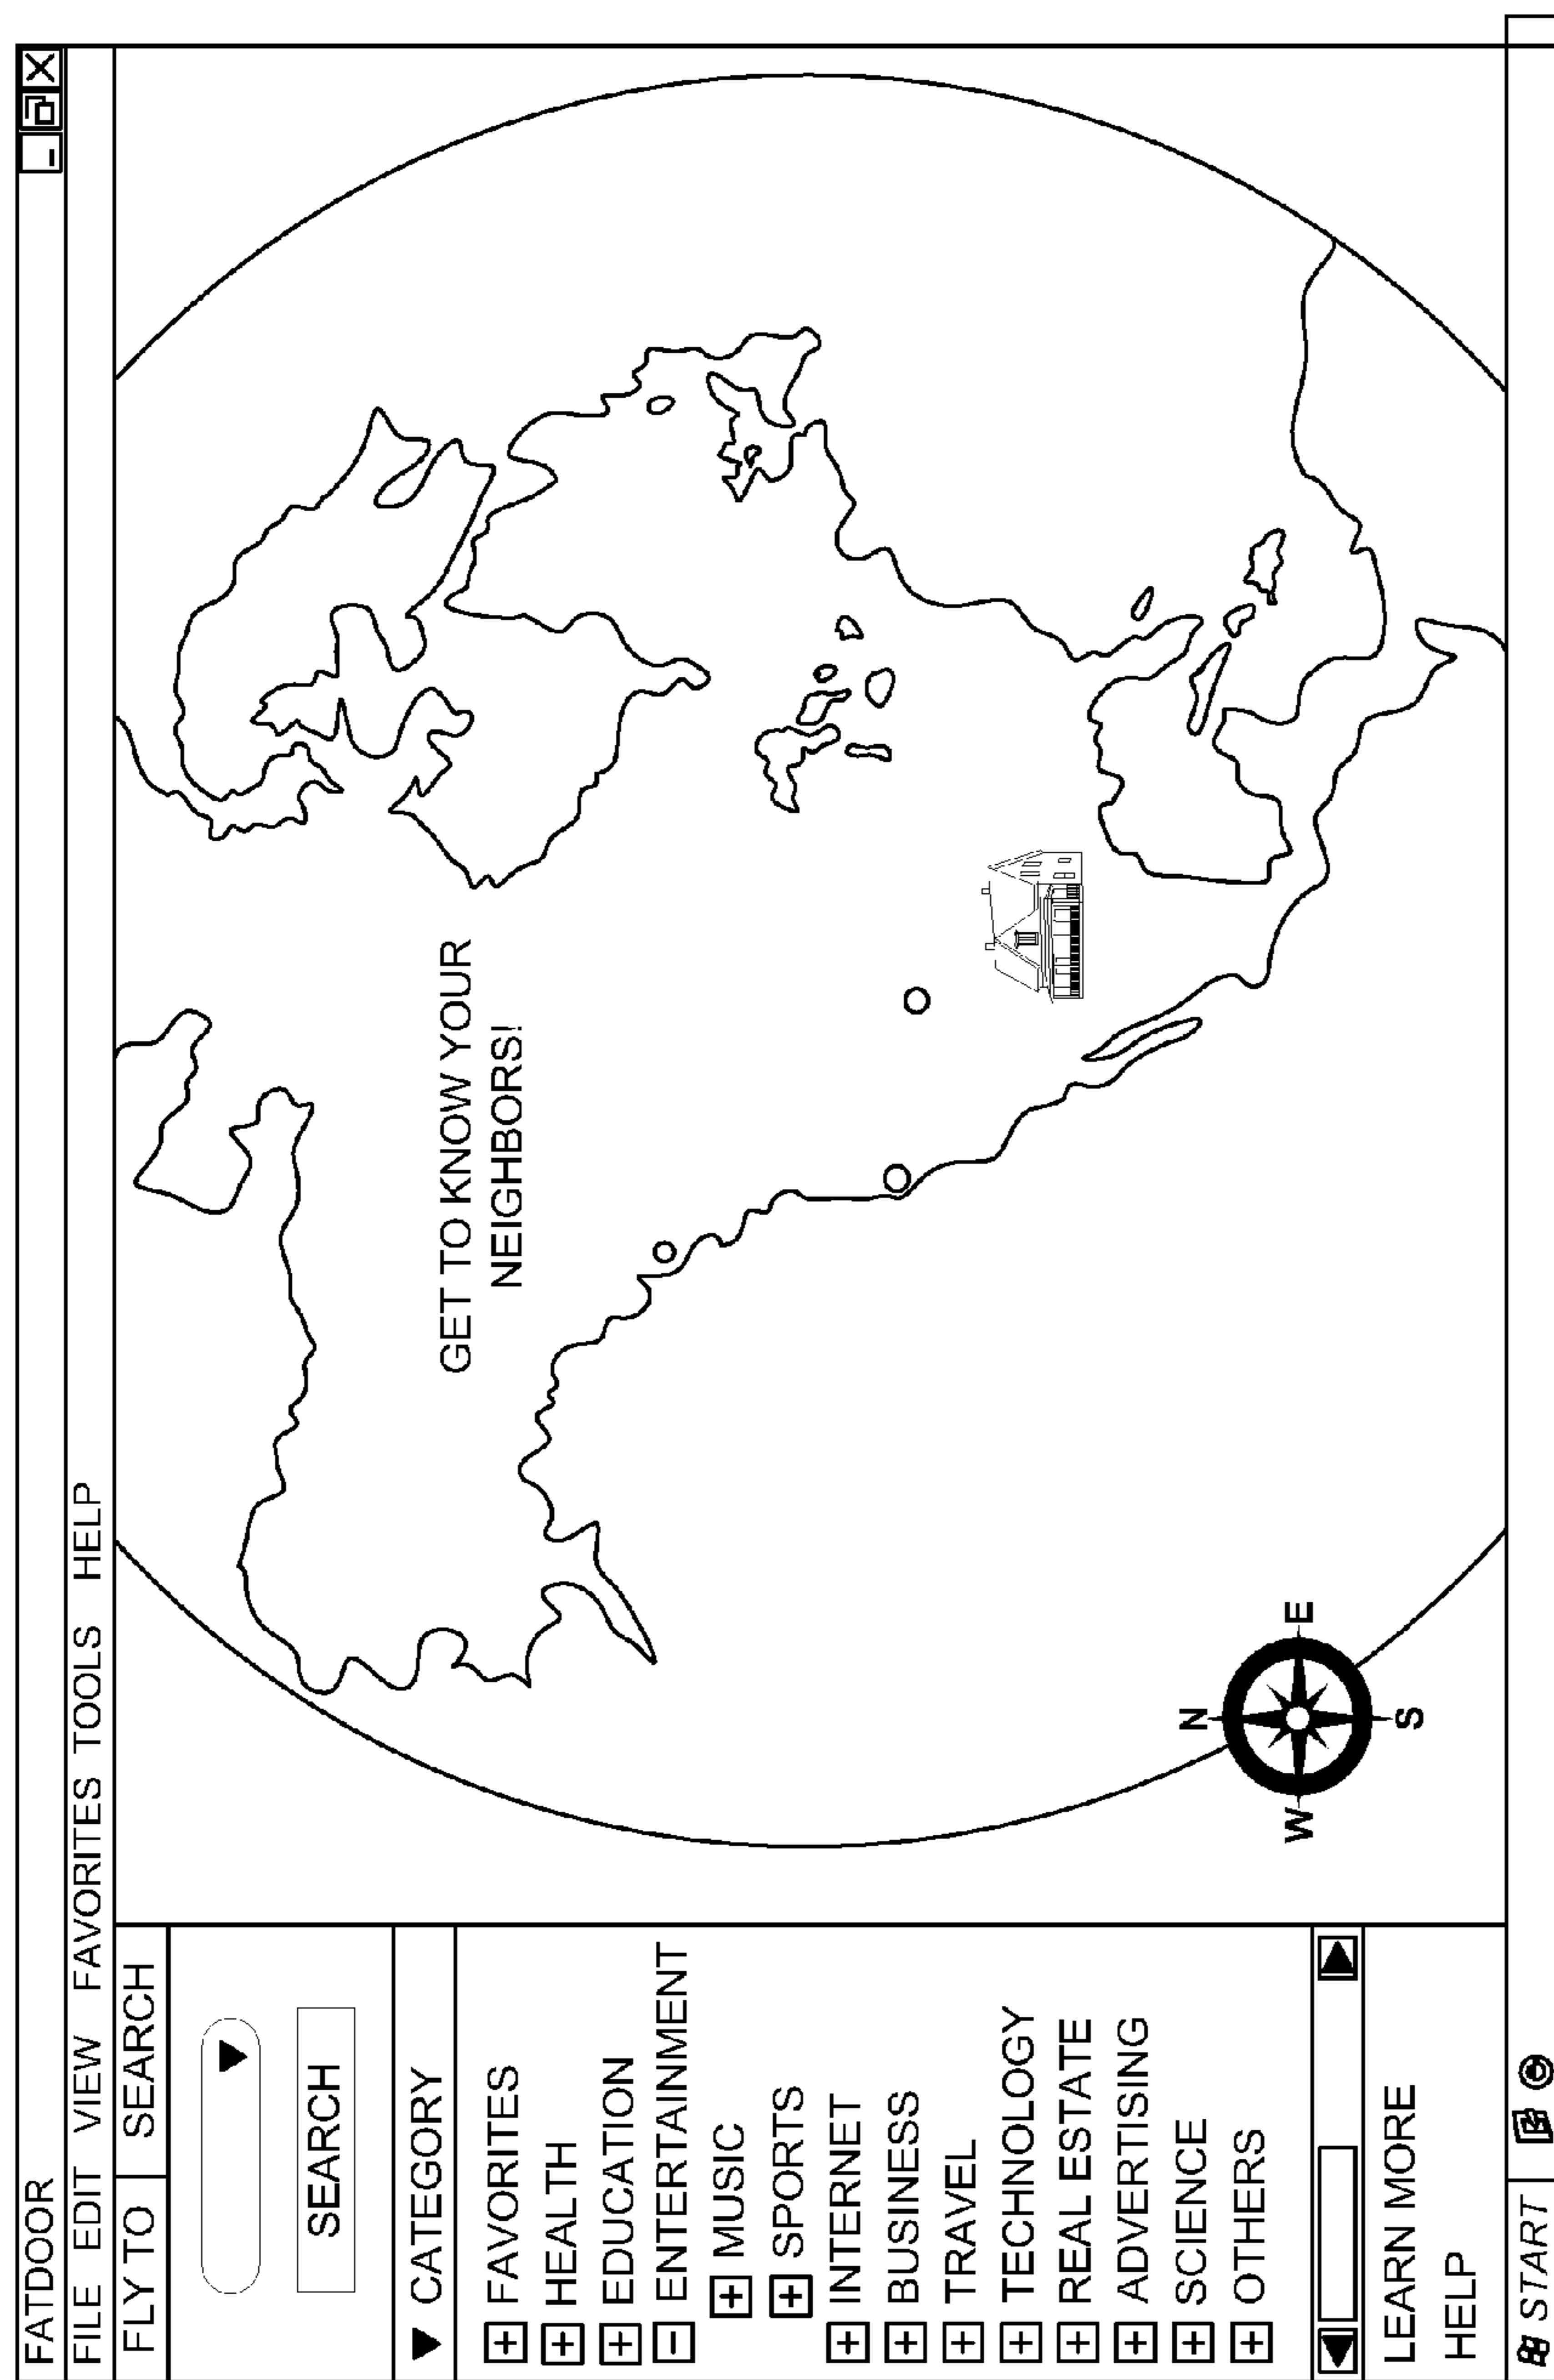 FATDOOR
FILE EDIT VIEW FAVORITES TOOLS HELP
FLY TO SEARCH
SEARCH
CATEGORY
FAVORITES
HEALTH
EDUCATION
ENTERTAINMENT
MUSIC
SPORTS
INTERNET
BUSINESS
TRAVEL
TECHNOLOGY
REAL ESTATE
ADVERTISING
SCIENCE
OTHERS
LEARN MORE
HELP
GET TO KNOW YOUR
NEIGHBORS!
N
W E
S
START